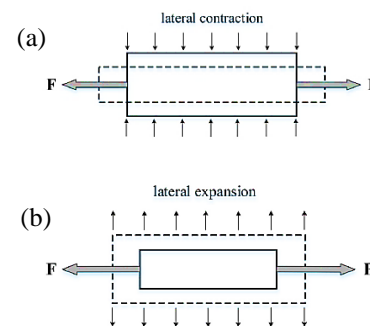 lateral contraction
(a)
F
lateral expansion
(b)
F F